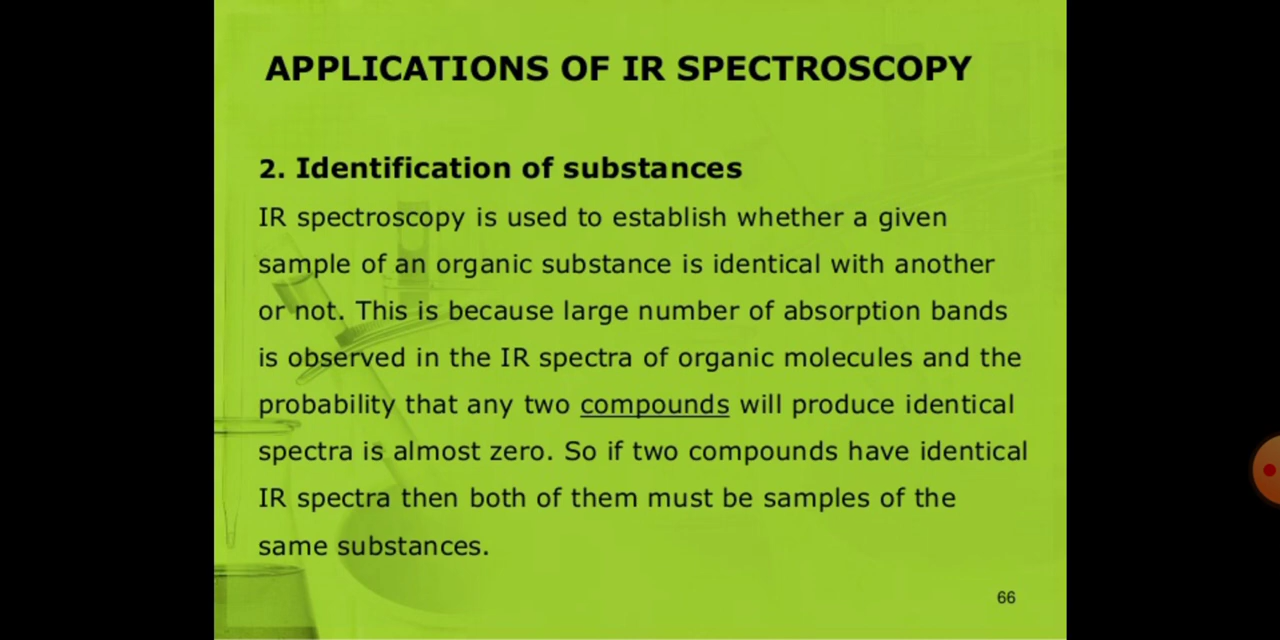 APPLICATIONS OF IR SPECTROSCOPY
2. Identification of substances
IR spectroscopy is used to establish whether a given
sample of an organic substance is identical with another
or not. This is because large number of absorption bands
is observed in the IR spectra of organic molecules and the
probability that any two compounds will produce identical
spectra is almost zero. So if two compounds have identical
IR spectra then both of them must be samples of the
same substances.
66